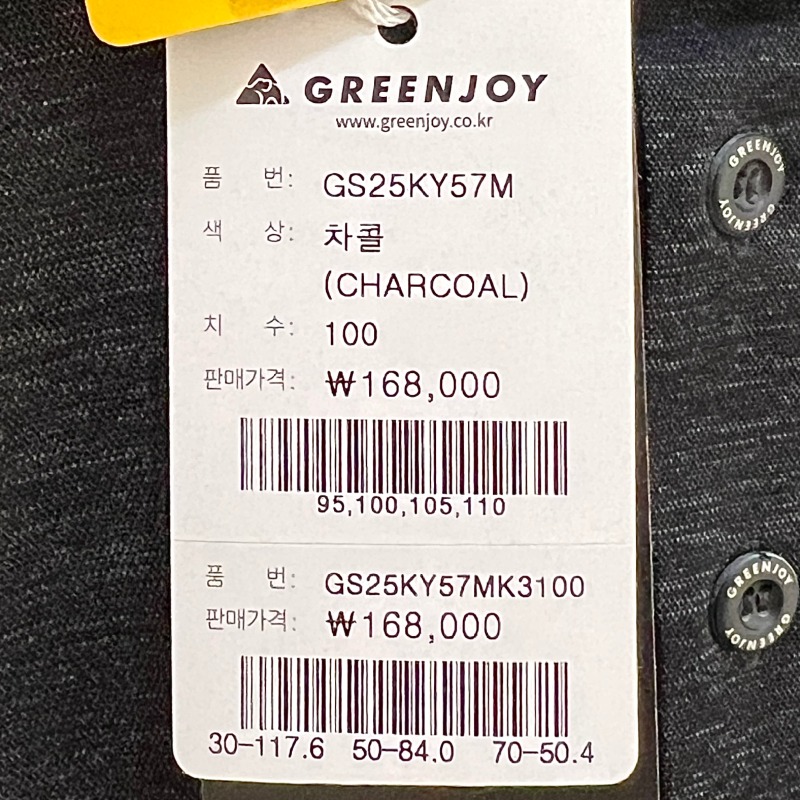 GREENJOY
www.greenjoy.co.kr
품 번: GS25KY57M
색 상: 차콜
(CHARCOAL)
치 수: 100
판매가격: ₩168,000
95,100,105,110
품 번: GS25KY57MK3100
판매가격: ₩168,000
30-117.6 50-84.0 70-50.4
GREENJOY GREENJOY
GREENJOY GREENJOY